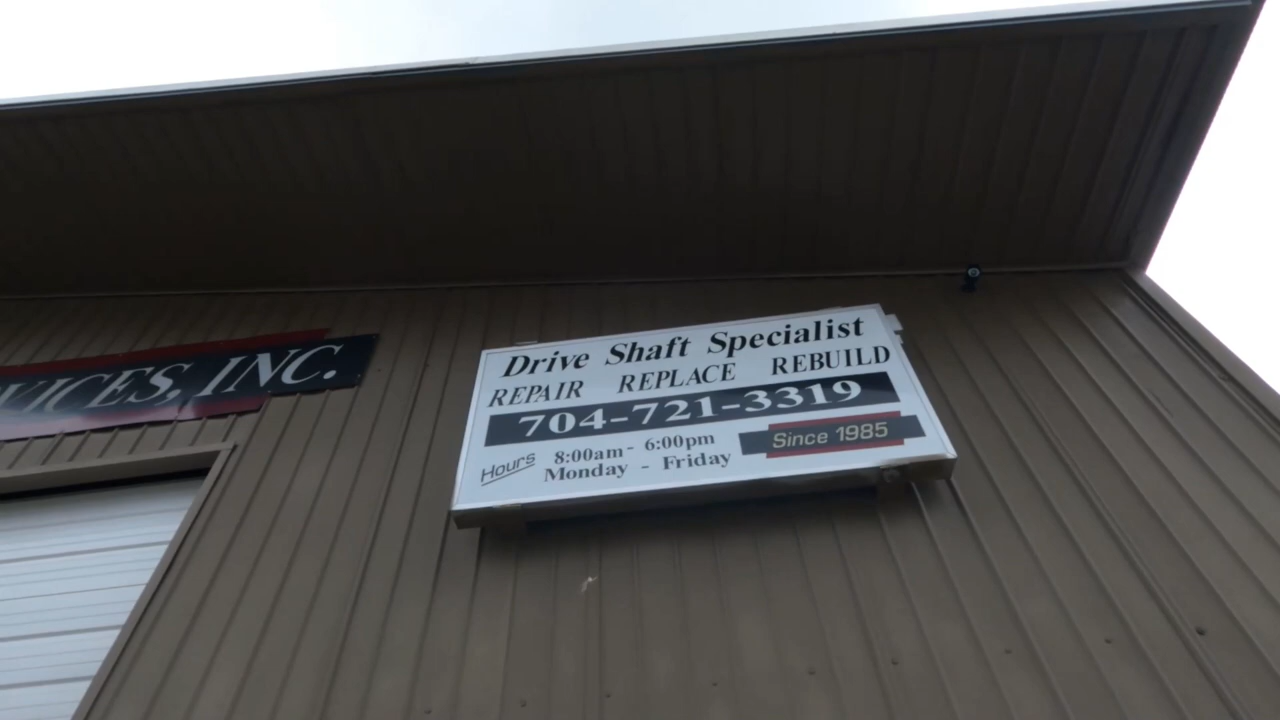 INC.
Drive Shaft Specialist
REPAIR REPLACE REBUILD
704-721-3319
Hours 8:00am - 6:00pm
Monday - Friday
Since 1985